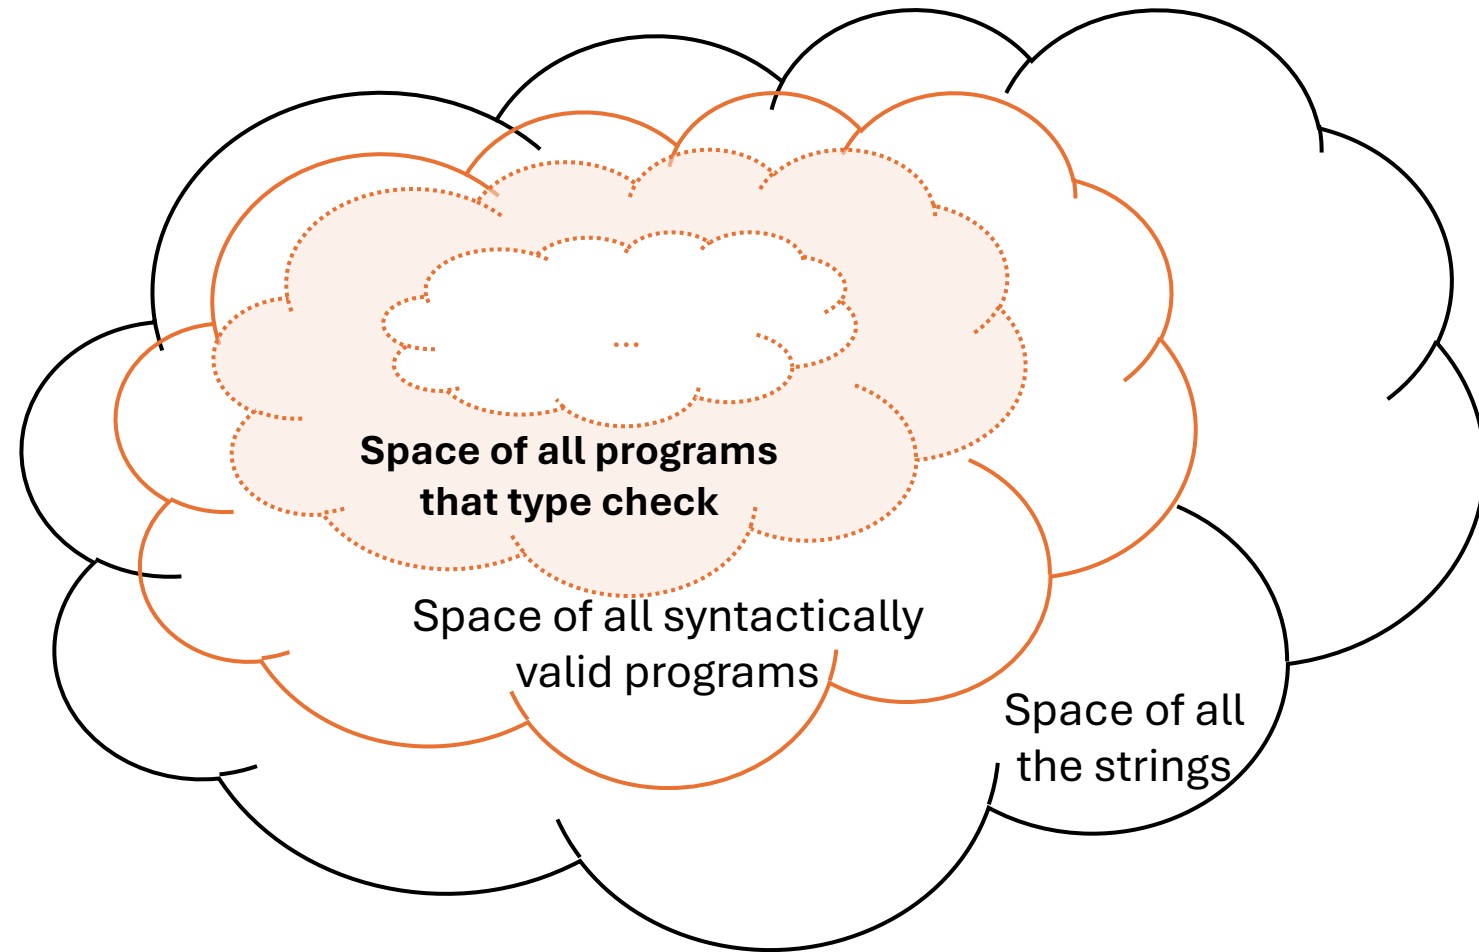 ...
Space of all programs
that type check
Space of all syntactically
valid programs
Space of all
the strings